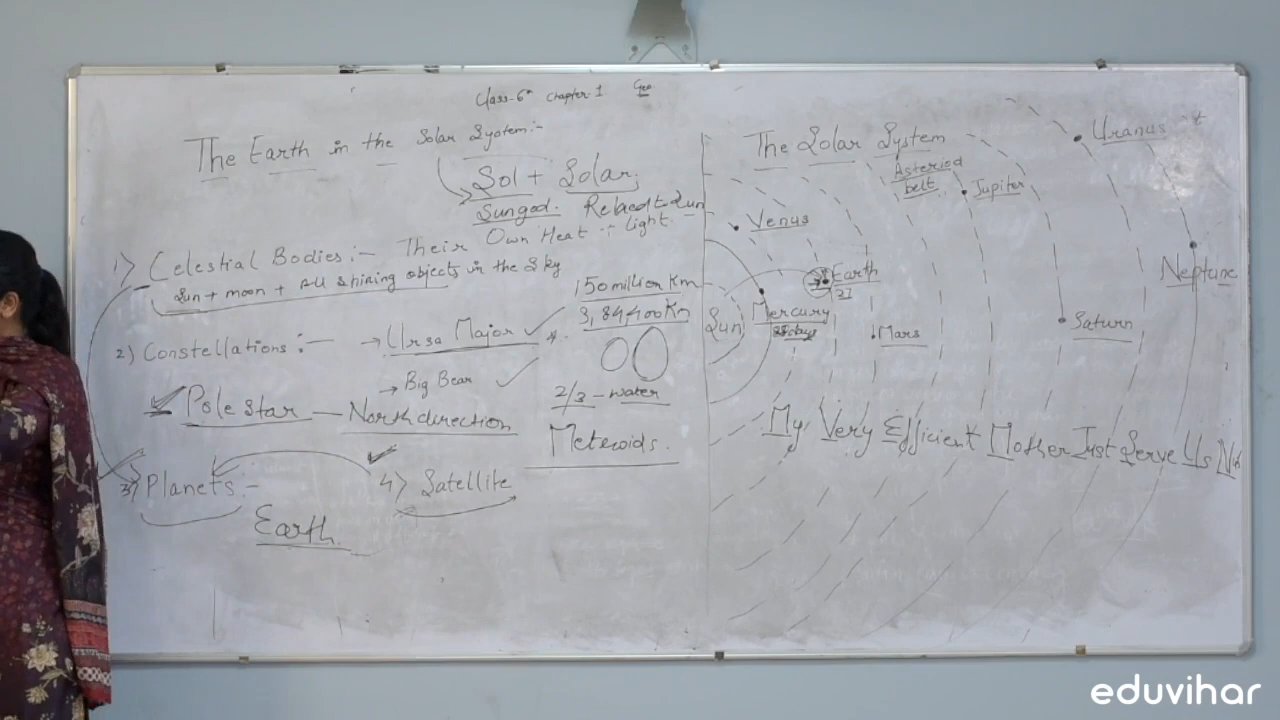 Class-6th Chapter-1 Geo
The Earth in the Solar System:-
Sol + Solar
Sungod. Related Sun
1) Celestial Bodies:- Their Own Heat + light
Sun + moon + All shining objects in the Sky
150 million Km
3,84,400 Km
2) Constellations:- → Ursa Major
→ Big Bear
Pole Star — North direction
2/3 - water
Meteroids.
3) Planets:-
4) Satellite
Earth
The Solar System
Uranus
Asteriod
belt
Jupiter
Venus
Neptune
Earth
Mercury
Sun
Mars
Saturn
My Very Efficient Mother Just Serve Us
eduvihar